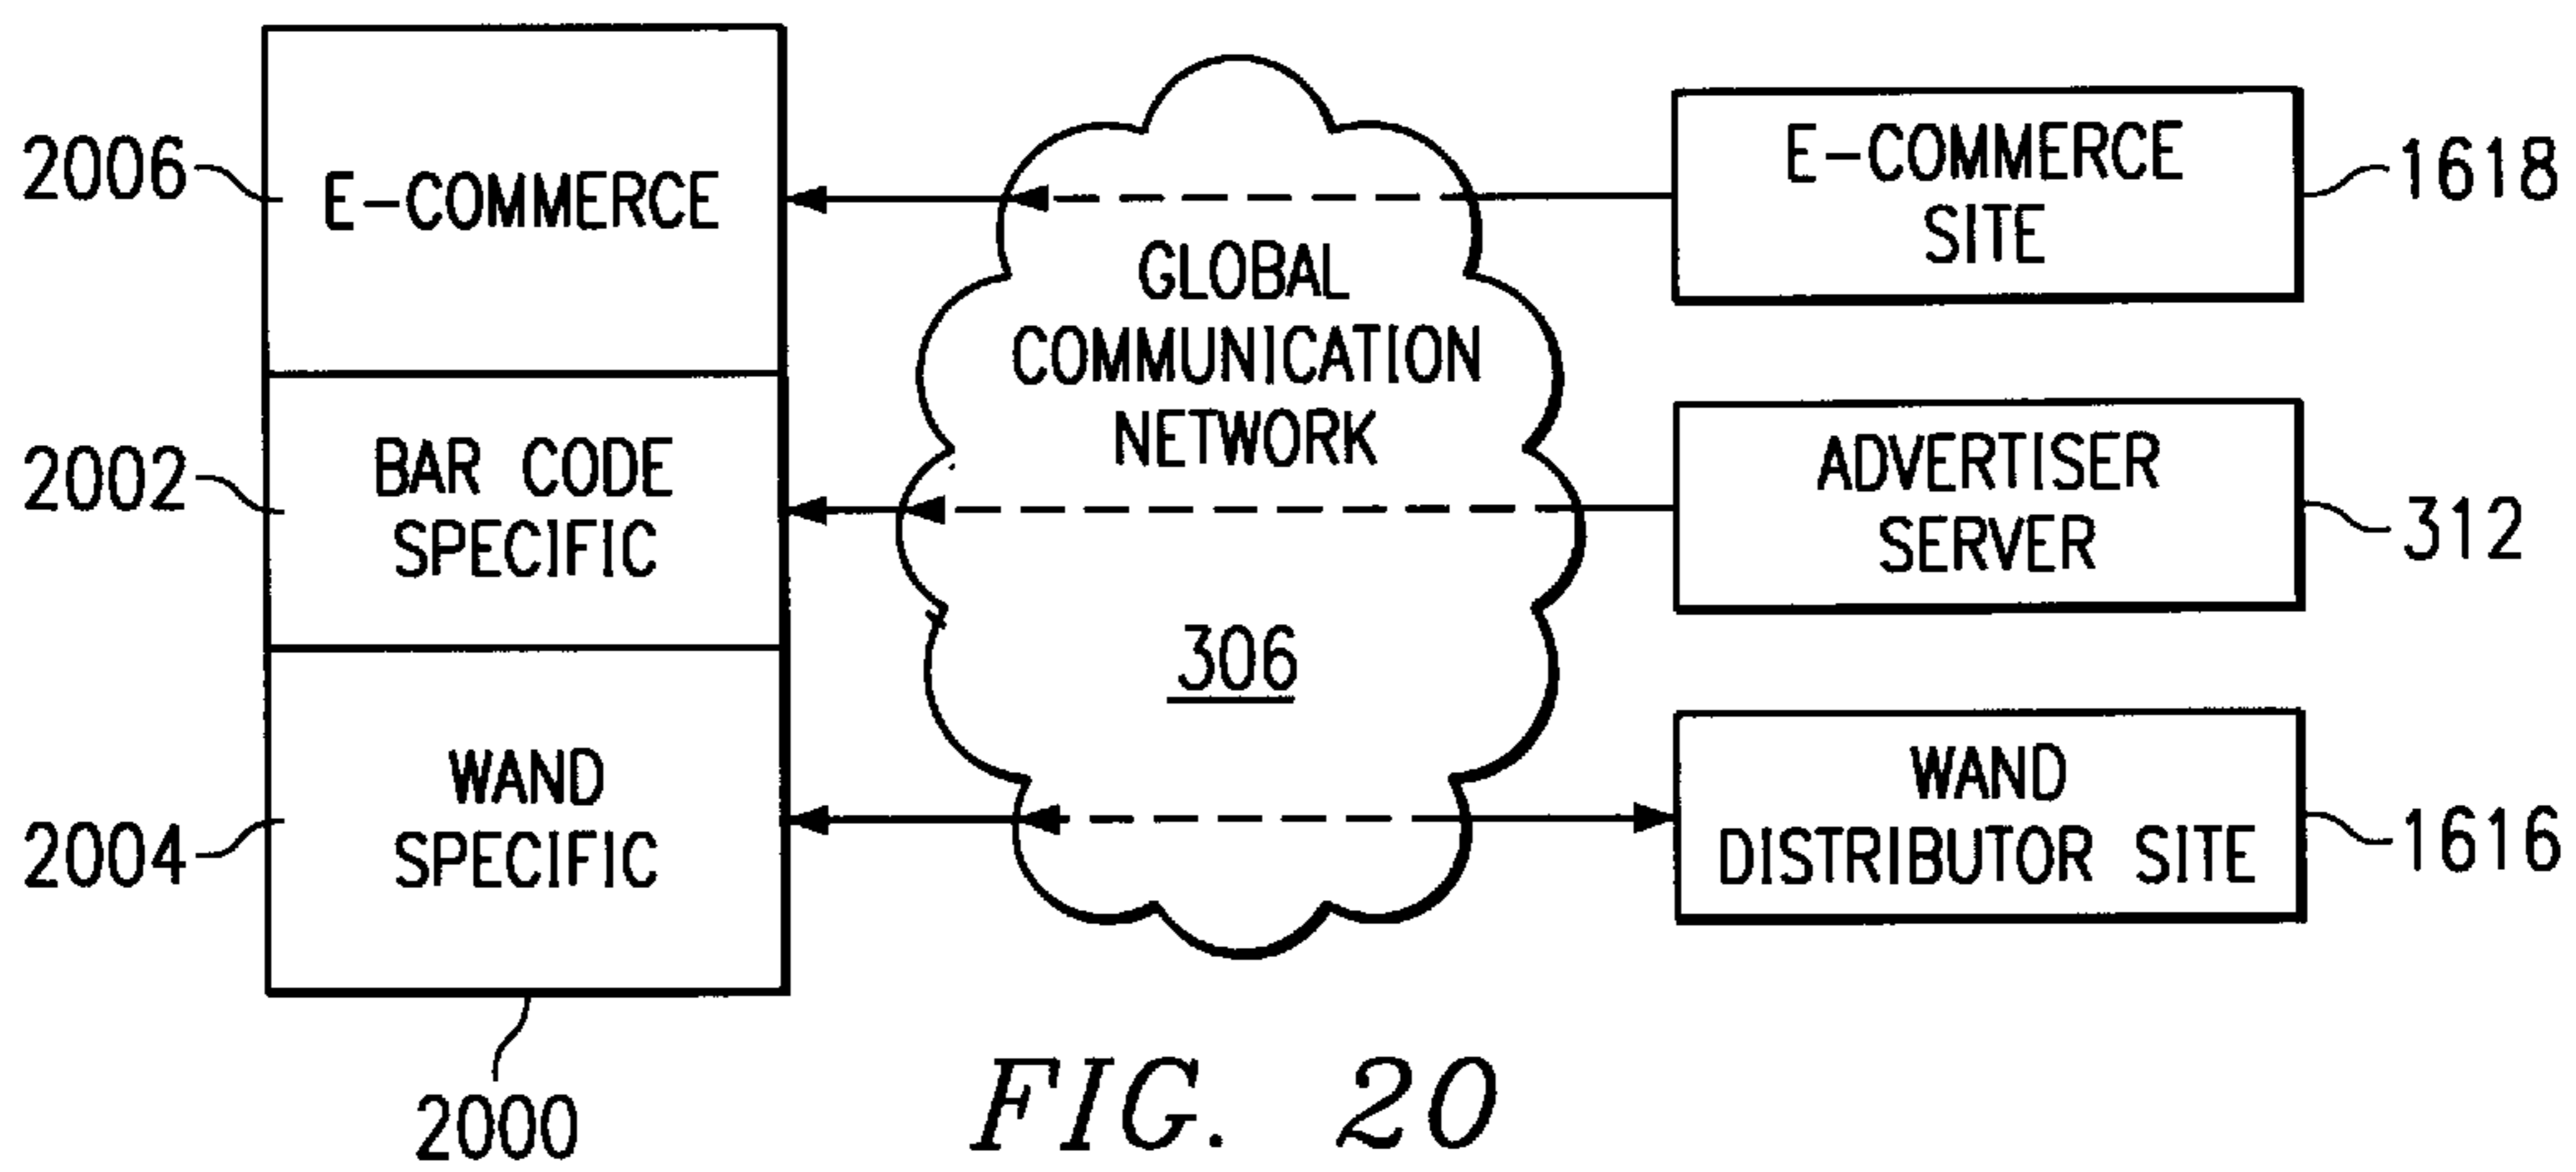 2006
E-COMMERCE
2002
BAR CODE
SPECIFIC
2004
WAND
SPECIFIC
2000
GLOBAL
COMMUNICATION
NETWORK
306
E-COMMERCE
SITE
1618
ADVERTISER
SERVER
312
WAND
DISTRIBUTOR SITE
1616
FIG. 20